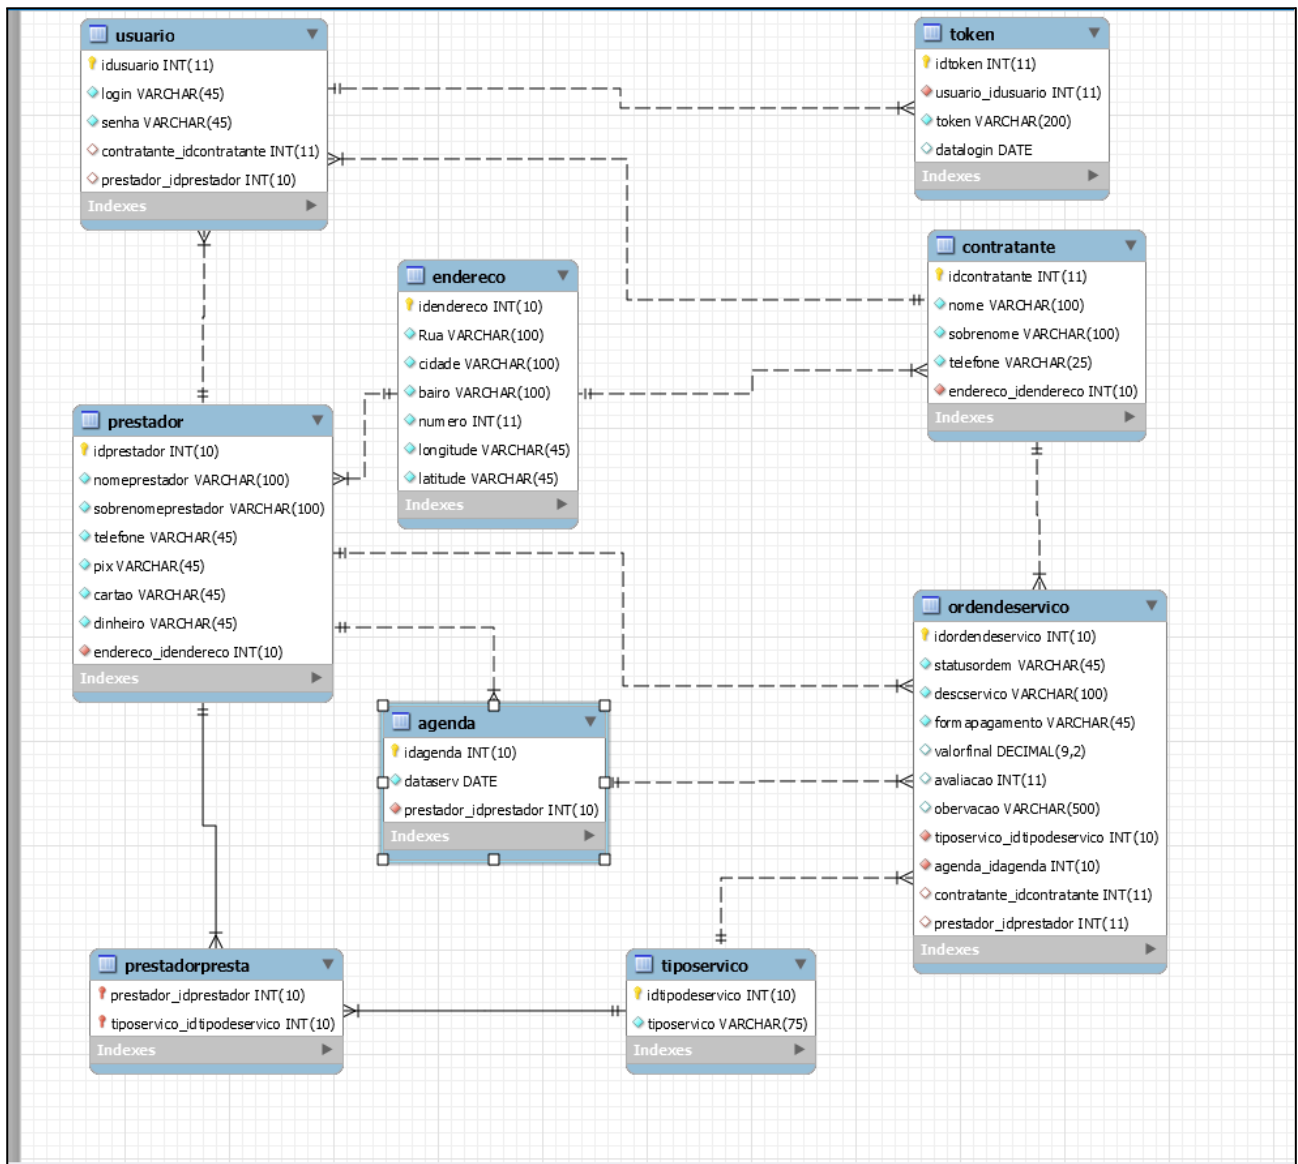 usuario
idusuario INT(11)
login VARCHAR(45)
senha VARCHAR(45)
contratante_idcontratante INT(11)
prestador_idprestador INT(10)
Indexes
token
idtoken INT(11)
usuario_idusuario INT(11)
token VARCHAR(200)
datalogin DATE
Indexes
contratante
idcontratante INT(11)
nome VARCHAR(100)
sobrenome VARCHAR(100)
telefone VARCHAR(25)
endereco_idendereco INT(10)
Indexes
endereco
idendereco INT(10)
Rua VARCHAR(100)
cidade VARCHAR(100)
bairo VARCHAR(100)
numero INT(11)
longitude VARCHAR(45)
latitude VARCHAR(45)
Indexes
prestador
idprestador INT(10)
nomeprestador VARCHAR(100)
sobrenomeprestador VARCHAR(100)
telefone VARCHAR(45)
pix VARCHAR(45)
cartao VARCHAR(45)
dinheiro VARCHAR(45)
endereco_idendereco INT(10)
Indexes
ordendeservico
idordendeservico INT(10)
statusordem VARCHAR(45)
descservico VARCHAR(100)
formapagamento VARCHAR(45)
valorfinal DECIMAL(9,2)
avaliacao INT(11)
obervacao VARCHAR(500)
tiposervico_idtipodeservico INT(10)
agenda_idagenda INT(10)
contratante_idcontratante INT(11)
prestador_idprestador INT(11)
Indexes
agenda
idagenda INT(10)
dataserv DATE
prestador_idprestador INT(10)
Indexes
prestadorpresta
prestador_idprestador INT(10)
tiposervico_idtipodeservico INT(10)
Indexes
tiposervico
idtipodeservico INT(10)
tiposervico VARCHAR(75)
Indexes